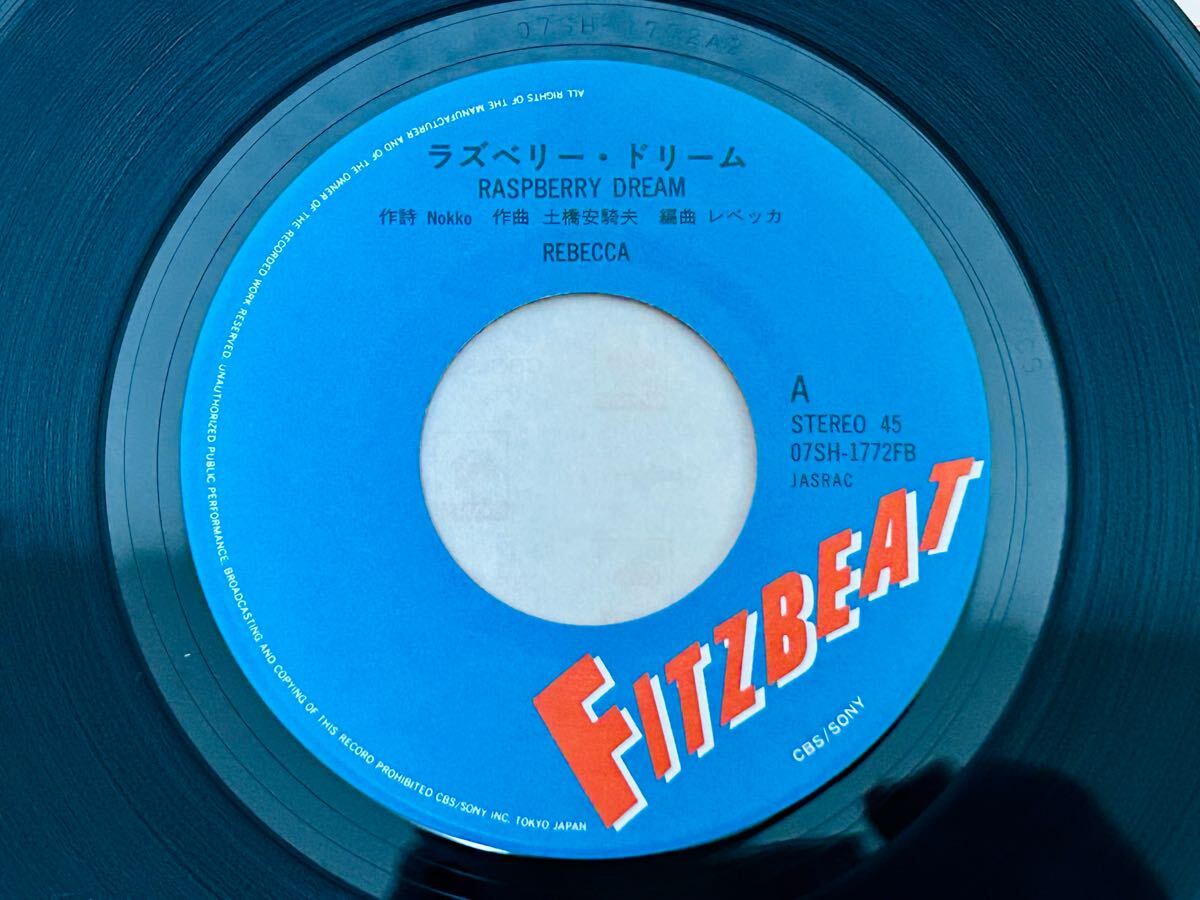 07SH 1772A2
ラズベリー・ドリーム
RASPBERRY DREAM
作詩 Nokko 作曲 土橋安騎夫 編曲 レベッカ
REBECCA
A
STEREO 45
07SH-1772FB
JASRAC
FITZBEAT
CBS/SONY
ALL RIGHTS OF THE MANUFACTURER AND OF THE OWNER OF THE RECORDED WORK RESERVED. UNAUTHORIZED PUBLIC PERFORMANCE. BROADCASTING AND COPYING OF THIS RECORD PROHIBITED CBS/SONY INC. TOKYO JAPAN